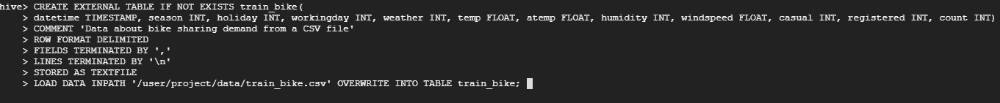 hive> CREATE EXTERNAL TABLE IF NOT EXISTS train_bike(
> datetime TIMESTAMP, season INT, holiday INT, workingday INT, weather INT, temp FLOAT, atemp FLOAT, humidity INT, windspeed FLOAT, casual INT, registered INT, count INT)
> COMMENT 'Data about bike sharing demand from a CSV file'
> ROW FORMAT DELIMITED
> FIELDS TERMINATED BY ','
> LINES TERMINATED BY '\n'
> STORED AS TEXTFILE
> LOAD DATA INPATH '/user/project/data/train_bike.csv' OVERWRITE INTO TABLE train_bike;